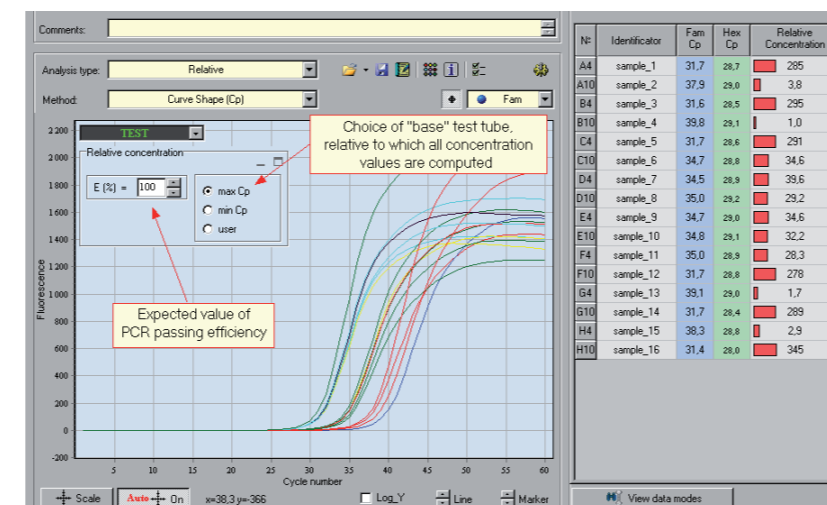 Comments:
Analysis type: Relative
Method: Curve Shape (Cp) Fam
TEST
Relative concentration
E (%) = 100
max Cp
min Cp
user
Choice of "base" test tube,
relative to which all concentration
values are computed
Expected value of
PCR passing efficiency
Fluorescence
2 200
2 000
1 800
1 600
1 400
1 200
1 000
800
600
400
200
0
-200
5 10 15 20 25 30 35 40 45 50 55 60
Cycle number
Scale Auto On x=38,3 y=-366 Log_Y Line Marker
№ Identificator Fam Cp Hex Cp Relative Concentration
A4 sample_1 31,7 28,7 285
A10 sample_2 37,9 29,0 3,8
B4 sample_3 31,6 28,5 295
B10 sample_4 39,8 29,1 1,0
C4 sample_5 31,7 28,6 291
C10 sample_6 34,7 28,8 34,6
D4 sample_7 34,5 28,9 39,6
D10 sample_8 35,0 29,2 29,2
E4 sample_9 34,7 29,0 34,6
E10 sample_10 34,8 29,1 32,2
F4 sample_11 35,0 28,9 28,3
F10 sample_12 31,7 28,8 278
G4 sample_13 39,1 29,0 1,7
G10 sample_14 31,7 28,4 289
H4 sample_15 38,3 28,8 2,9
H10 sample_16 31,4 28,0 345
View data modes